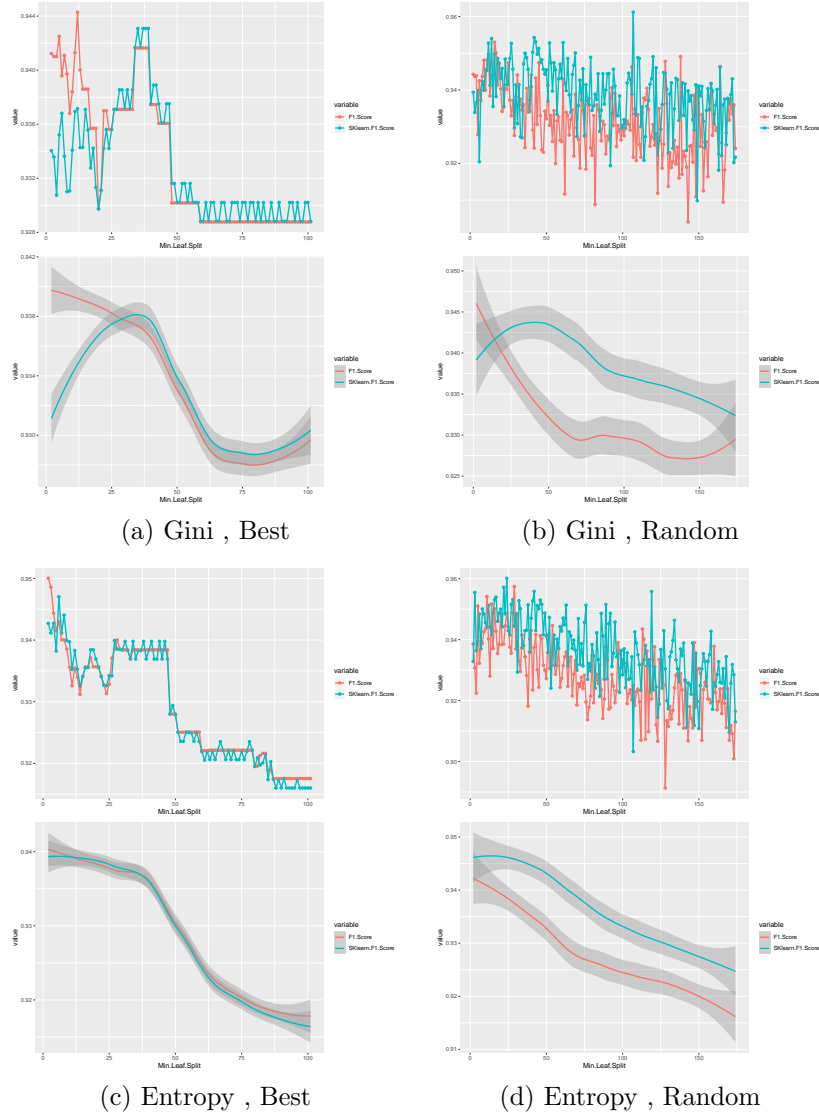 0.944
0.940
0.936
0.932
0.928
value
0 25 50 75 100
Min.Leaf.Split
variable
F1.Score
SKlearn.F1.Score
0.942
0.938
0.934
0.930
value
0 25 50 75 100
Min.Leaf.Split
variable
F1.Score
SKlearn.F1.Score
(a) Gini , Best
0.96
0.94
0.92
value
0 50 100 150
Min.Leaf.Split
variable
F1.Score
SKlearn.F1.Score
0.950
0.945
0.940
0.935
0.930
0.925
value
0 50 100 150
Min.Leaf.Split
variable
F1.Score
SKlearn.F1.Score
(b) Gini , Random
0.95
0.94
0.93
0.92
value
0 25 50 75 100
Min.Leaf.Split
variable
F1.Score
SKlearn.F1.Score
0.94
0.93
0.92
value
0 25 50 75 100
Min.Leaf.Split
variable
F1.Score
SKlearn.F1.Score
(c) Entropy , Best
0.96
0.94
0.92
0.90
value
0 50 100 150
Min.Leaf.Split
variable
F1.Score
SKlearn.F1.Score
0.95
0.94
0.93
0.92
0.91
value
0 50 100 150
Min.Leaf.Split
variable
F1.Score
SKlearn.F1.Score
(d) Entropy , Random